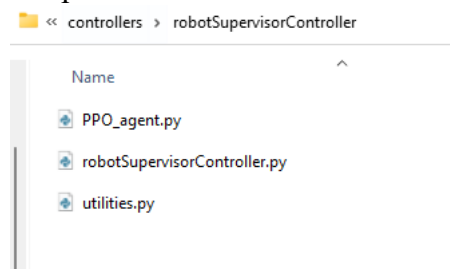 « controllers › robotSupervisorController
Name
PPO_agent.py
robotSupervisorController.py
utilities.py